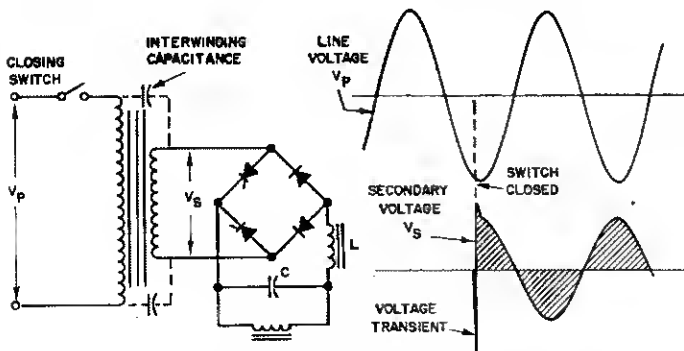 CLOSING
SWITCH
INTERWINDING
CAPACITANCE
VP
VS
L
C
LINE
VOLTAGE
VP
SWITCH
CLOSED
SECONDARY
VOLTAGE
VS
VOLTAGE
TRANSIENT